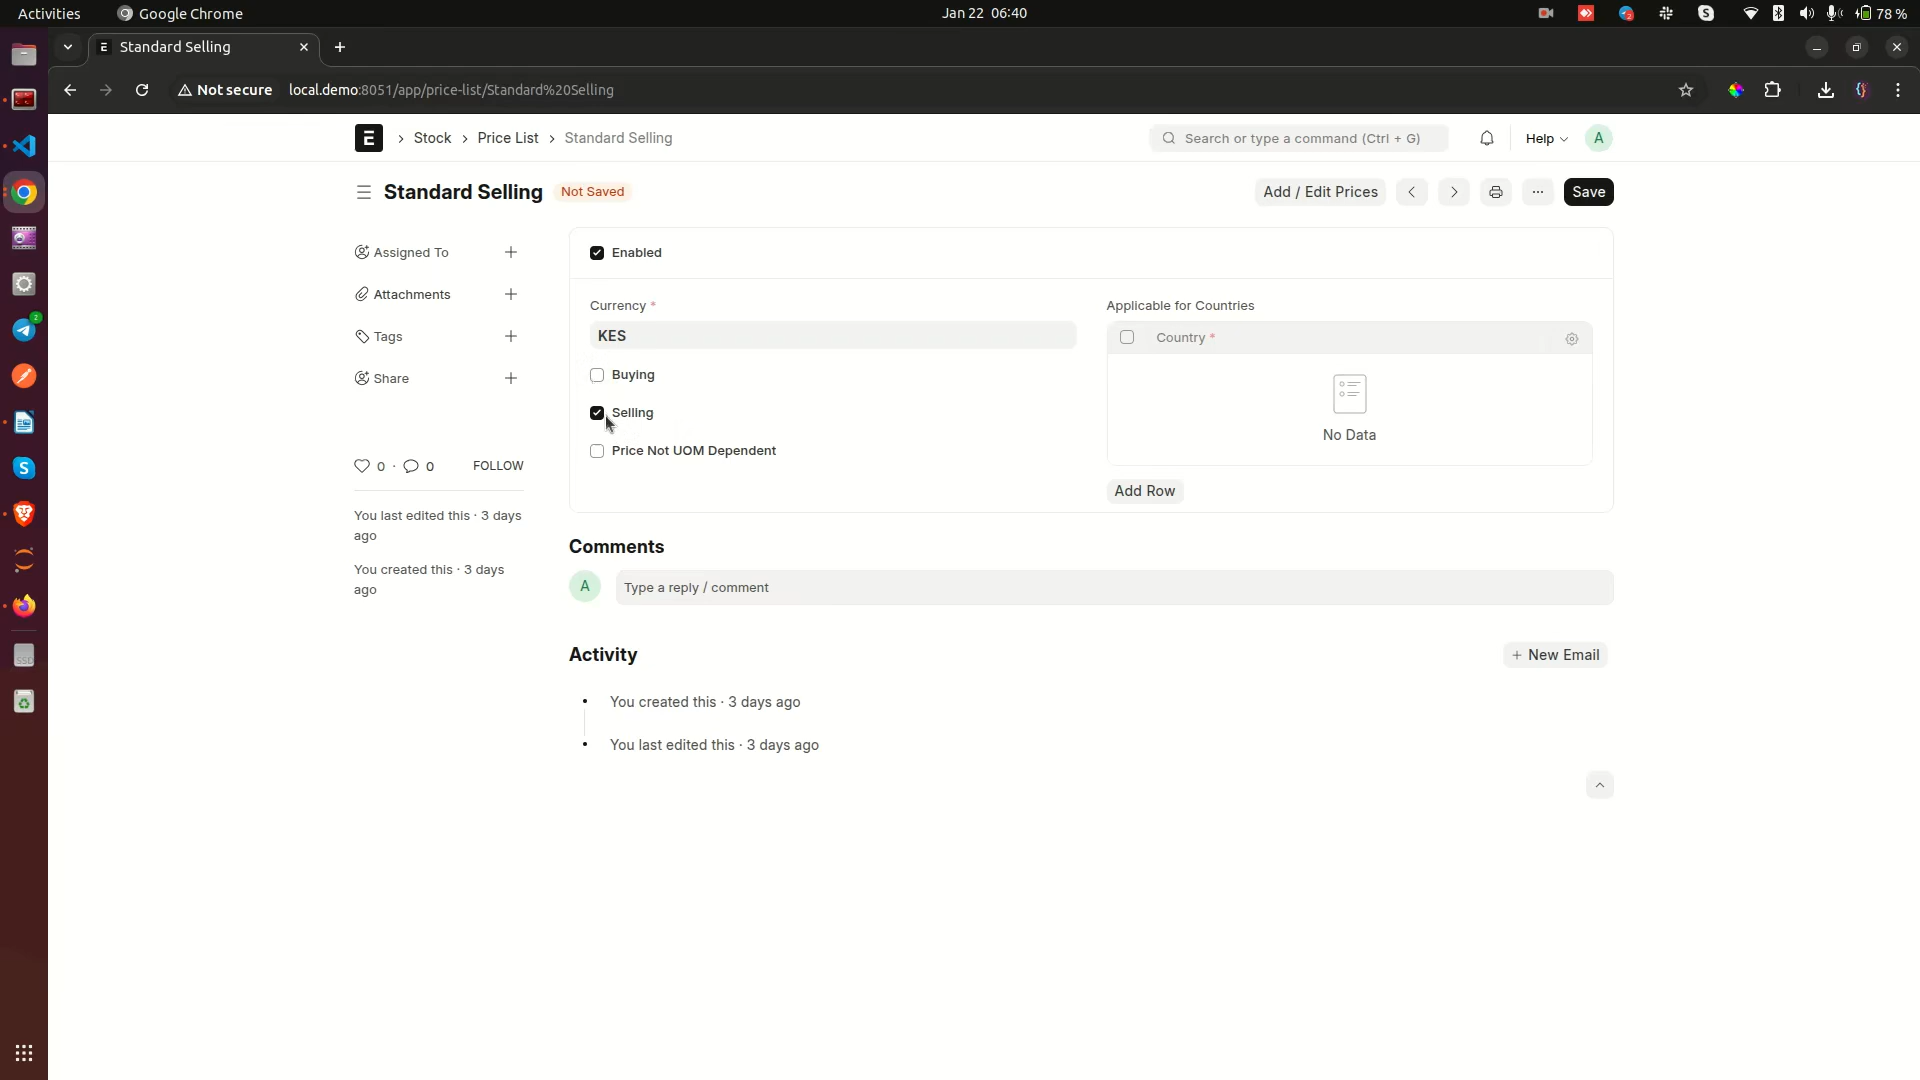 Activities
Google Chrome
Jan 22 06:40
78 %
E Standard Selling
Not secure
local.demo:8051/app/price-list/Standard%20Selling
E
Stock
Price List
Standard Selling
Search or type a command (Ctrl + G)
Help
A
Standard Selling
Not Saved
Add / Edit Prices
Save
Assigned To
Attachments
Tags
Share
0 · 0
FOLLOW
You last edited this · 3 days
ago
You created this · 3 days
ago
Enabled
Currency *
KES
Buying
Selling
Price Not UOM Dependent
Applicable for Countries
Country *
No Data
Add Row
Comments
A
Type a reply / comment
Activity
New Email
You created this · 3 days ago
You last edited this · 3 days ago
2
SSD